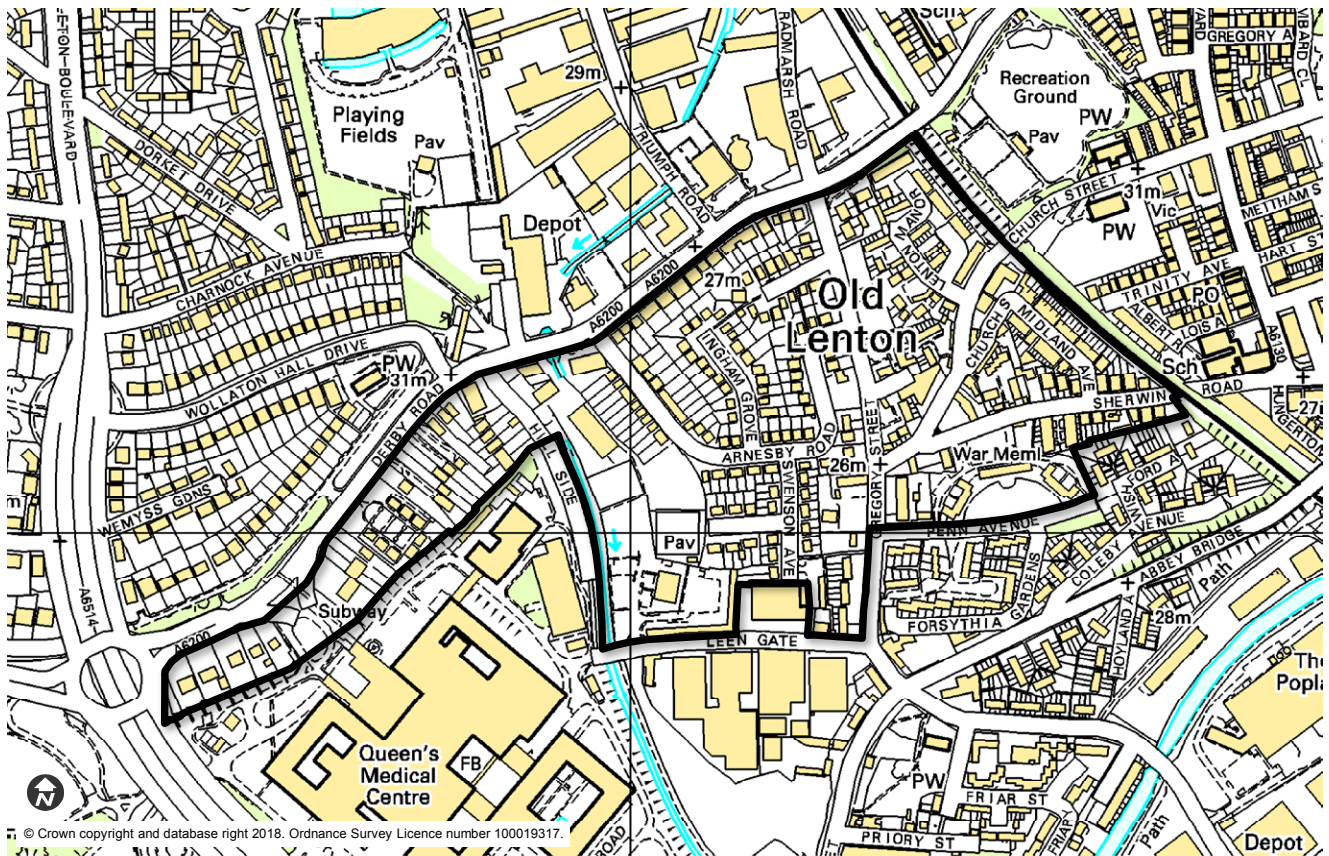 ETON-BOULEVARD
DORKET DRIVE
CHARNOCK AVENUE
WOLLATON HALL DRIVE
WEMYSS GDNS
A6514
A6200
Playing
Fields
Pav
29m
Depot
TRIUMPH ROAD
RADMARSH ROAD
Sch
GREGORY A
Recreation
Ground
Pav
PW
CHURCH STREET
31m
Vic
PW
METTHAM S
HART ST
TRINITY AVE
PO
ALBERT
LOIS A
A6130
Sch
SHERWIN ROAD
HUNGERTON
27
PW
31m
DERBY ROAD
A6200
A6200
27m
Old
Lenton
LENTON MANOR
CHURCH S
MIDLAND AVE
INGHAM GROVE
ARNESBY ROAD
SWENSON AVE
26m
GREGORY STREET
War Meml
FENN AVENUE
COLEBY AVENUE
ABBEY BRIDGE
Path
FORSYTHIA GARDENS
HOYLAND A
28m
HILL SIDE
Pav
LEEN GATE
Subway
Queen's
Medical
Centre
FB
ROAD
PW
FRIAR ST
PRIORY ST
Path
The
Popla
Depot
N
© Crown copyright and database right 2018. Ordnance Survey Licence number 100019317.